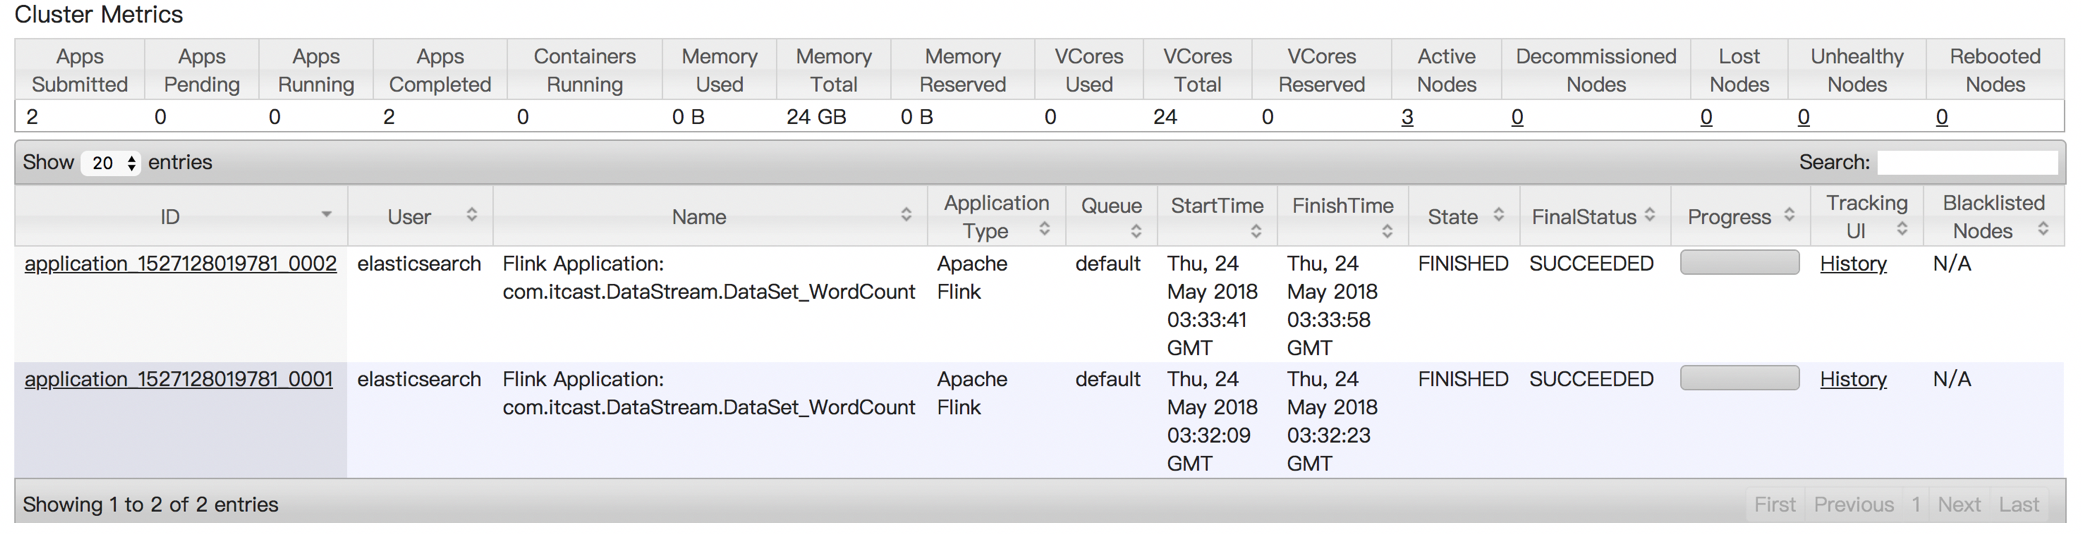 Cluster Metrics
Apps Submitted Apps Pending Apps Running Apps Completed Containers Running Memory Used Memory Total Memory Reserved VCores Used VCores Total VCores Reserved Active Nodes Decommissioned Nodes Lost Nodes Unhealthy Nodes Rebooted Nodes
2 0 0 2 0 0 B 24 GB 0 B 0 24 0 3 0 0 0 0
Show 20 entries Search:
ID User Name Application Type Queue StartTime FinishTime State FinalStatus Progress Tracking UI Blacklisted Nodes
application_1527128019781_0002 elasticsearch Flink Application: Apache default Thu, 24 Thu, 24 FINISHED SUCCEEDED History N/A
com.itcast.DataStream.DataSet_WordCount Flink May 2018 May 2018
03:33:41 03:33:58
GMT GMT
application_1527128019781_0001 elasticsearch Flink Application: Apache default Thu, 24 Thu, 24 FINISHED SUCCEEDED History N/A
com.itcast.DataStream.DataSet_WordCount Flink May 2018 May 2018
03:32:09 03:32:23
GMT GMT
Showing 1 to 2 of 2 entries First Previous 1 Next Last